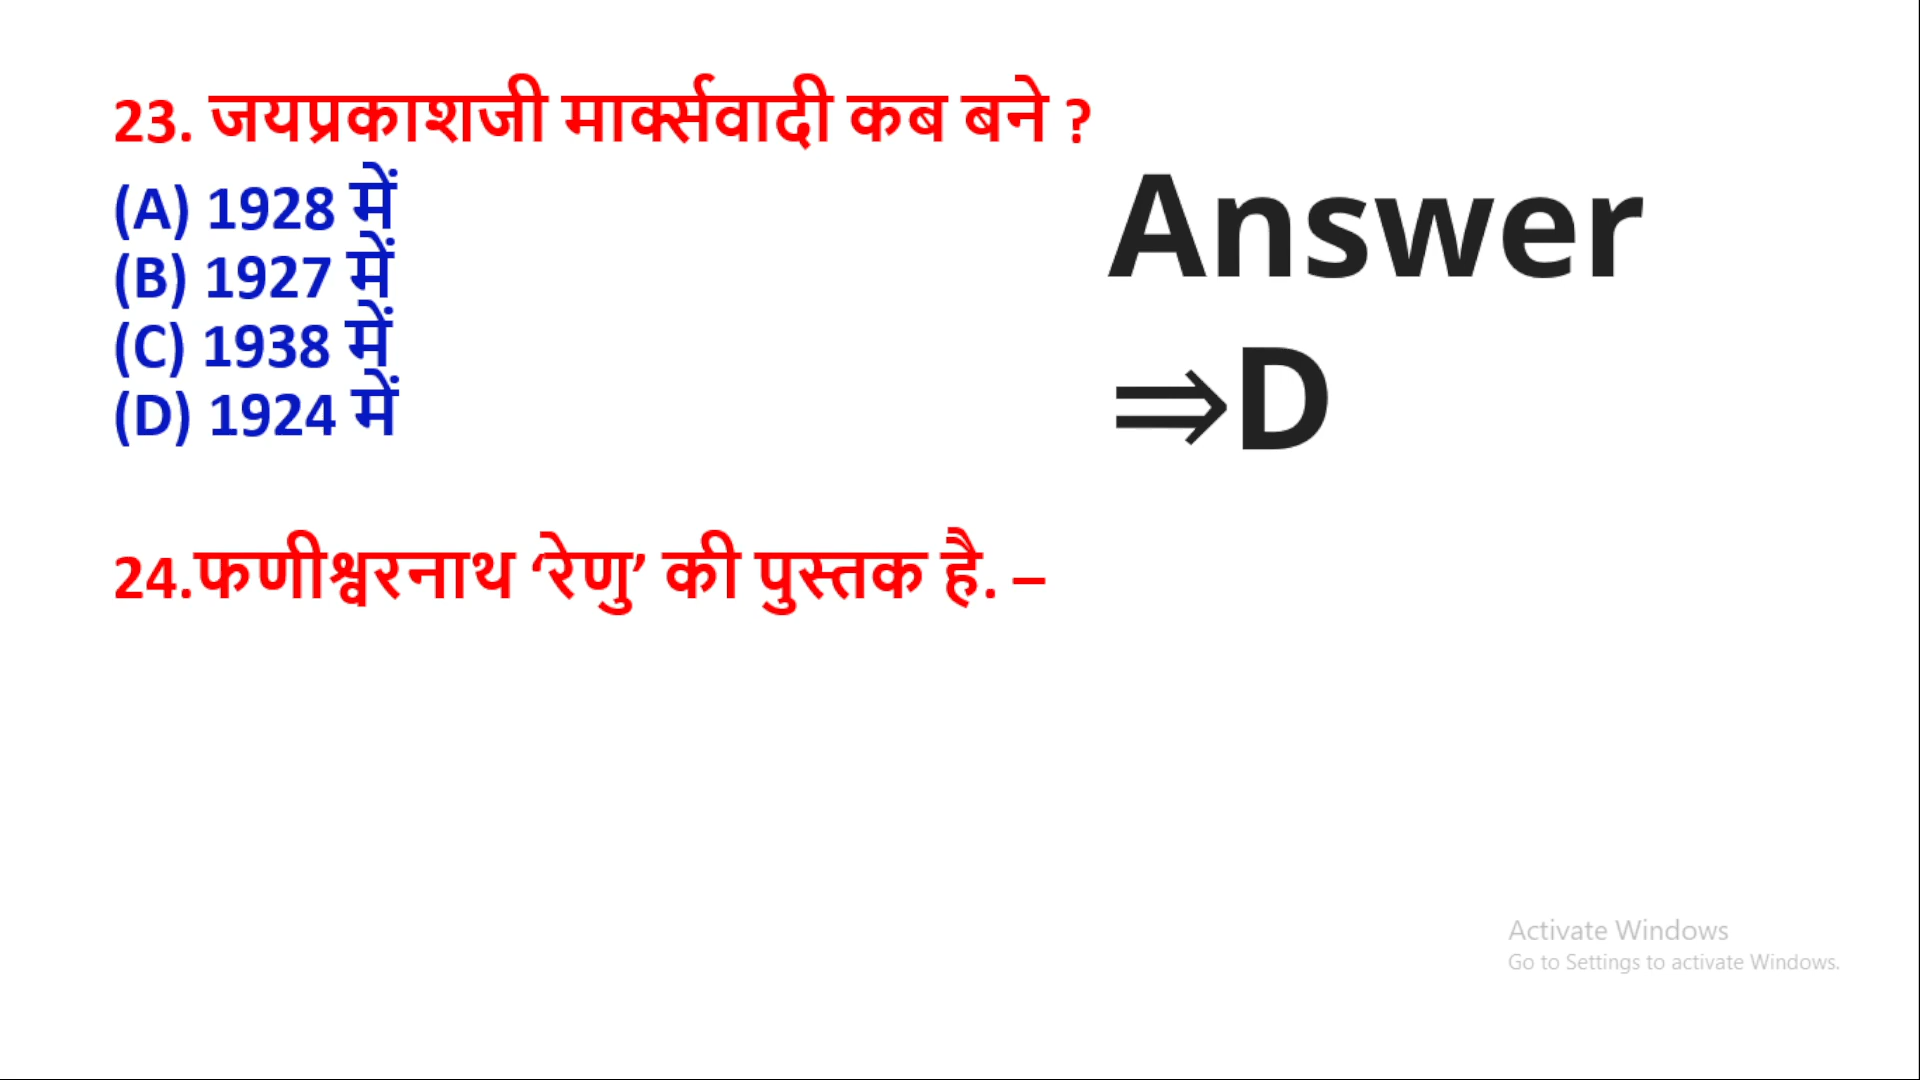 23. जयप्रकाशजी मार्क्सवादी कब बने ?
(A) 1928 में
(B) 1927 में
(C) 1938 में
(D) 1924 में
Answer
⇒D
24.फणीश्वरनाथ ‘रेणु’ की पुस्तक है. –
Activate Windows
Go to Settings to activate Windows.